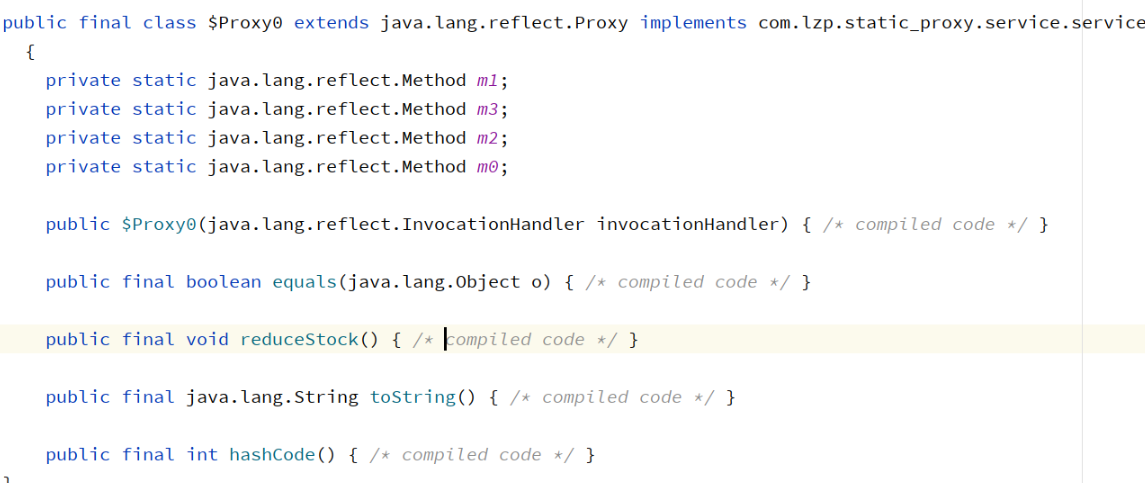 public final class $Proxy0 extends java.lang.reflect.Proxy implements com.lzp.static_proxy.service.service
{
private static java.lang.reflect.Method m1;
private static java.lang.reflect.Method m3;
private static java.lang.reflect.Method m2;
private static java.lang.reflect.Method m0;
public $Proxy0(java.lang.reflect.InvocationHandler invocationHandler) { /* compiled code */ }
public final boolean equals(java.lang.Object o) { /* compiled code */ }
public final void reduceStock() { /* compiled code */ }
public final java.lang.String toString() { /* compiled code */ }
public final int hashCode() { /* compiled code */ }
}